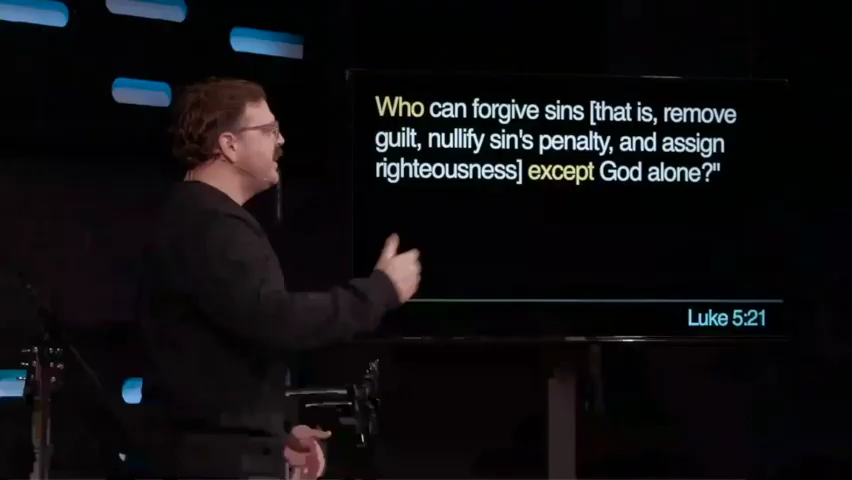 Who can forgive sins [that is, remove
guilt, nullify sin's penalty, and assign
righteousness] except God alone?"
Luke 5:21